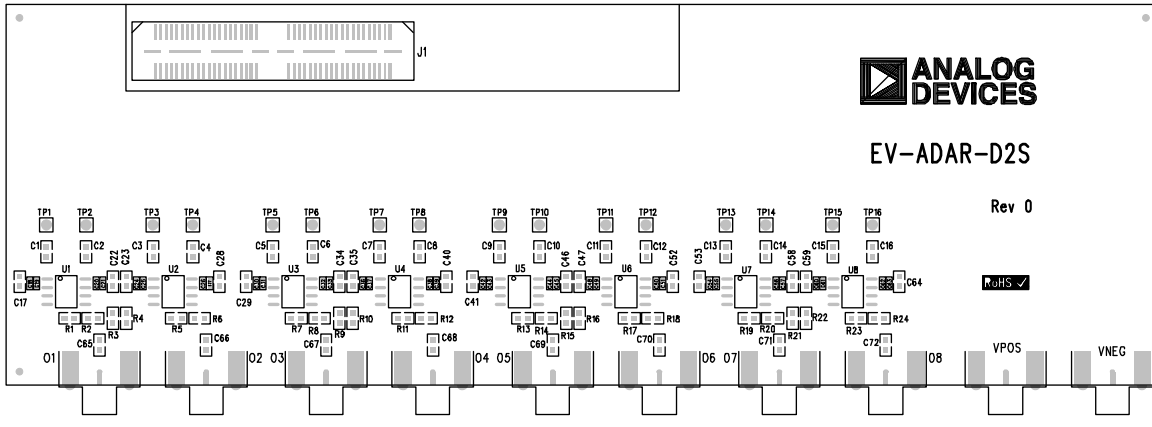 J1
ANALOG
DEVICES
EV-ADAR-D2S
Rev 0
TP1 TP2 TP3 TP4 TP5 TP6 TP7 TP8 TP9 TP10 TP11 TP12 TP13 TP14 TP15 TP16
C1 C2 C3 C4 C5 C6 C7 C8 C9 C10 C11 C12 C13 C14 C15 C16
C22 C23 C28 C34 C35 C40 C46 C47 C52 C53 C58 C59
U1 U2 U3 U4 U5 U6 U7 U8
C17 C29 C41 C64
RoHS ✓
R1 R2 R3 R4 R5 R6 R7 R8 R9 R10 R11 R12 R13 R14 R15 R16 R17 R18 R19 R20 R21 R22 R23 R24
C65 C66 C67 C68 C69 C70 C71 C72
O1 O2 O3 O4 O5 O6 O7 O8
VPOS
VNEG